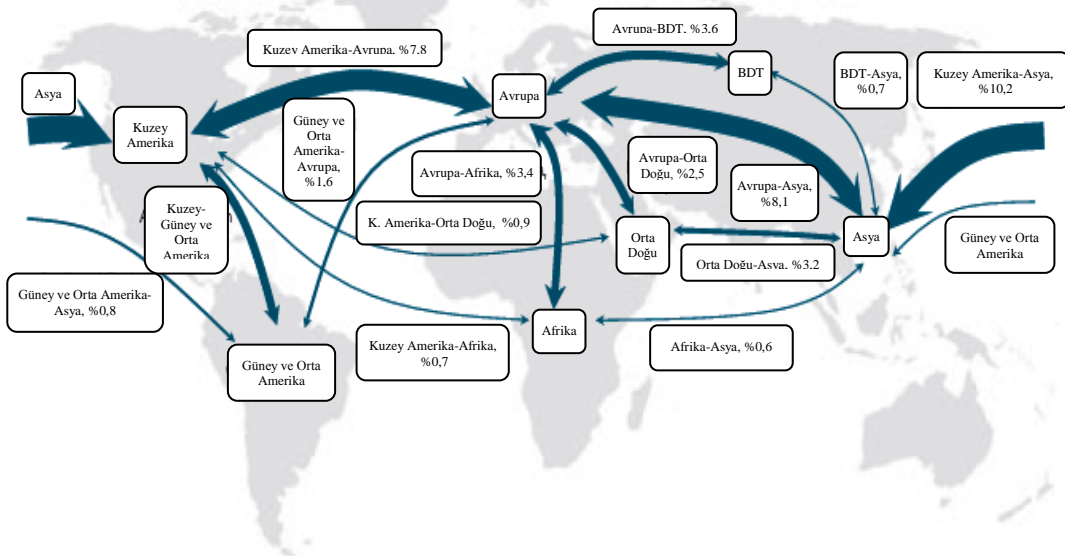 Kuzey Amerika-Avrupa, %7.8
Avrupa-BDT, %3.6
Asya
Kuzey
Amerika
Avrupa
BDT
BDT-Asya,
%0,7
Kuzey Amerika-Asya,
%10,2
Güney ve
Orta
Amerika-
Avrupa,
%1,6
Avrupa-Afrika, %3,4
Avrupa-Orta
Doğu, %2,5
Avrupa-Asya,
%8,1
Kuzey-
Güney ve
Orta
Amerika
K. Amerika-Orta Doğu, %0,9
Orta
Doğu
Asya
Güney ve Orta
Amerika
Orta Doğu-Asya. %3.2
Güney ve Orta Amerika-
Asya, %0,8
Kuzey Amerika-Afrika,
%0,7
Afrika
Afrika-Asya, %0,6
Güney ve Orta
Amerika